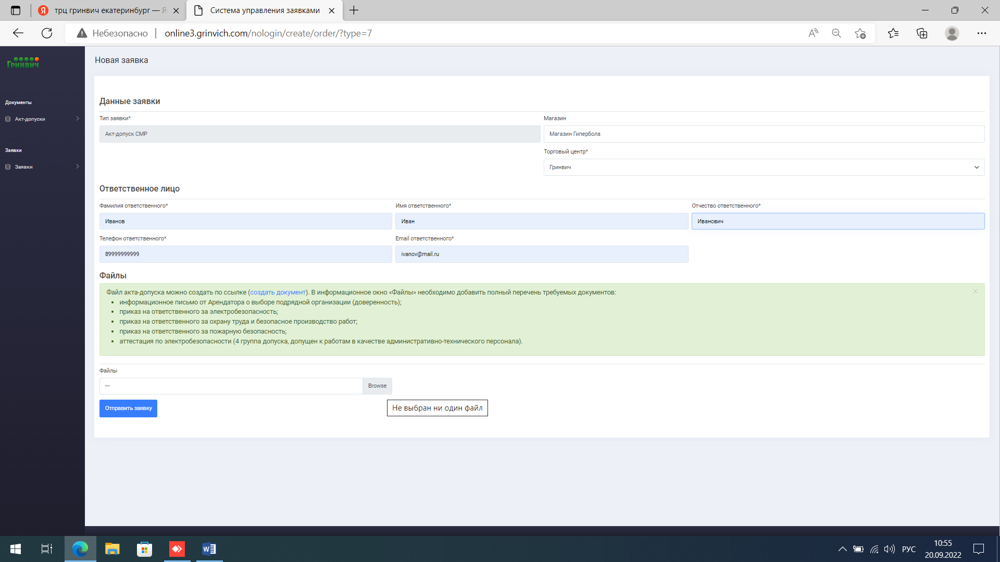 трц гринвич екатеринбург — Я
Система управления заявками
Небезопасно
online3.grinvich.com/nologin/create/order/?type=7
Гринвич
Новая заявка
Документы
Акт-допуски
Заявки
Заявки
Данные заявки
Тип заявки*
Магазин
Акт-допуск СМР
Магазин Гипербола
Торговый центр*
Гринвич
Ответственное лицо
Фамилия ответственного*
Имя ответственного*
Отчество ответственного*
Иванов
Иван
Иванович
Телефон ответственного*
Email ответственного*
89999999999
ivanov@mail.ru
Файлы
Файл акта-допуска можно создать по ссылке (создать документ). В информационное окно «Файлы» необходимо добавить полный перечень требуемых документов:
• информационное письмо от Арендатора о выборе подрядной организации (доверенность);
• приказ на ответственного за электробезопасность;
• приказ на ответственного за охрану труда и безопасное производство работ;
• приказ на ответственного за пожарную безопасность;
• аттестация по электробезопасности (4 группа допуска, допущен к работам в качестве административно-технического персонала).
Файлы
---
Browse
Отправить заявку
Не выбран ни один файл
РУС
10:55
20.09.2022